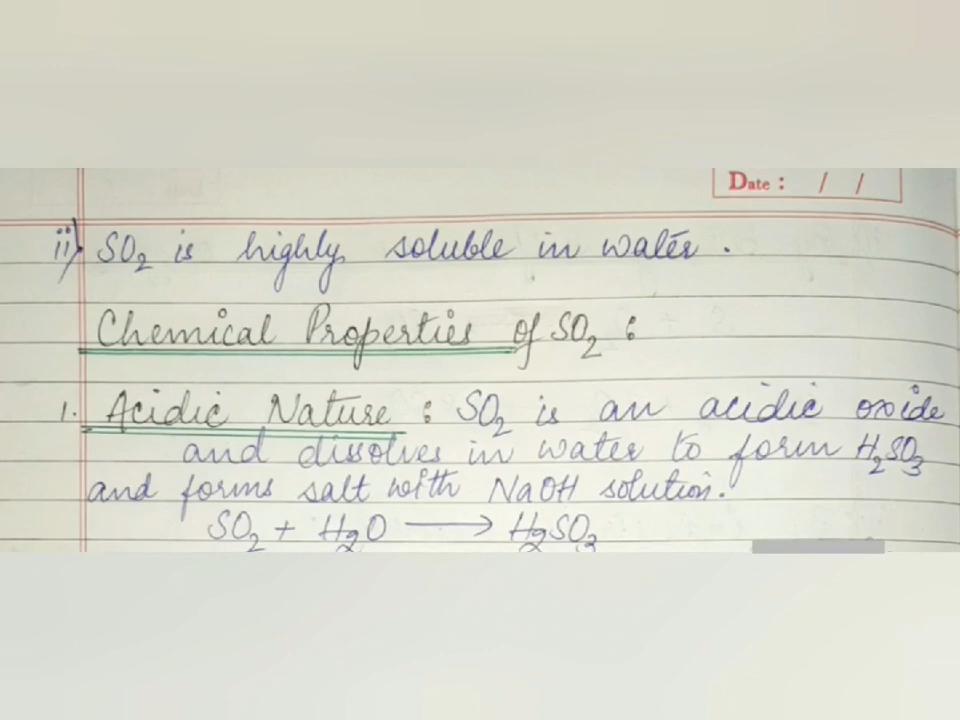 Date : / /
ii) SO₂ is highly soluble in water .
Chemical Properties of SO₂ :
1. Acidic Nature : SO₂ is an acidic oxide
and dissolves in water to form H₂SO₃
and forms salt with NaOH solution.
SO₂ + H₂O ⟶ H₂SO₃